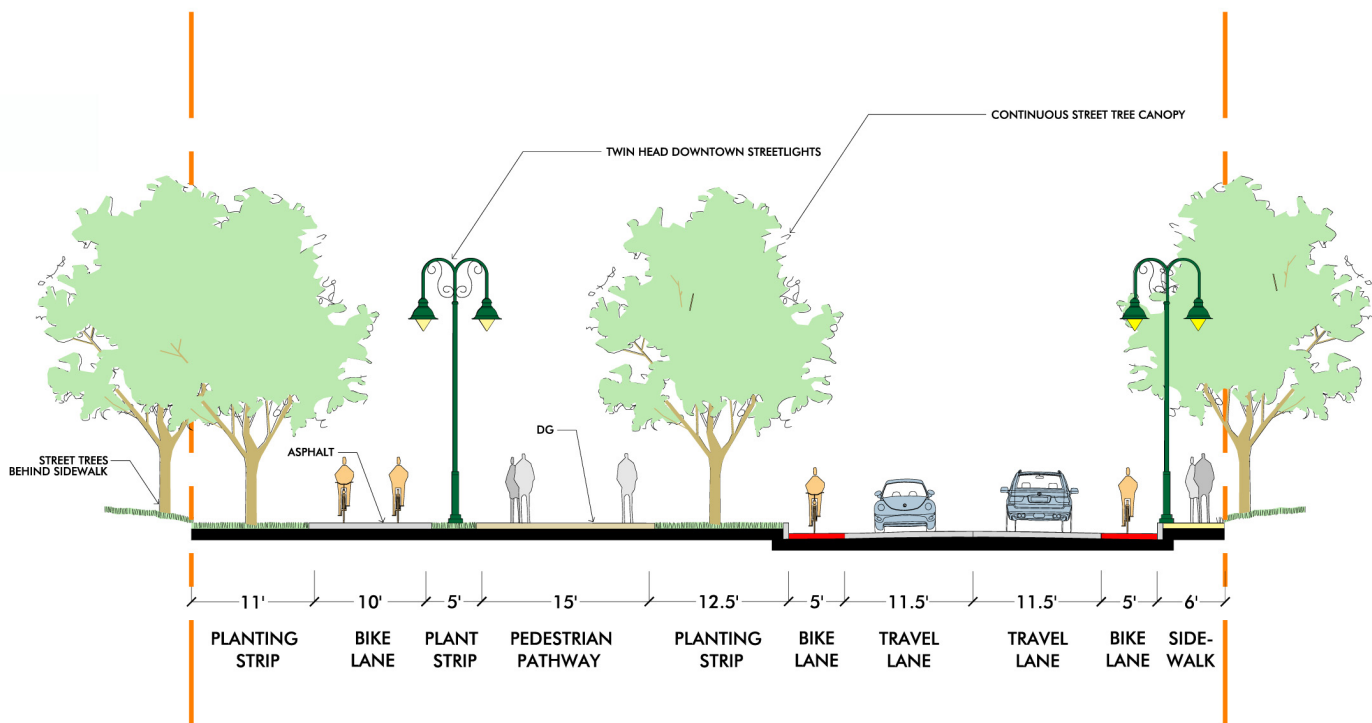 CONTINUOUS STREET TREE CANOPY
TWIN HEAD DOWNTOWN STREETLIGHTS
DG
ASPHALT
STREET TREES
BEHIND SIDEWALK
11'
10'
5'
15'
12.5'
5'
11.5'
11.5'
5'
6'
PLANTING
STRIP
BIKE
LANE
PLANT
STRIP
PEDESTRIAN
PATHWAY
PLANTING
STRIP
BIKE
LANE
TRAVEL
LANE
TRAVEL
LANE
BIKE
LANE
SIDE-
WALK